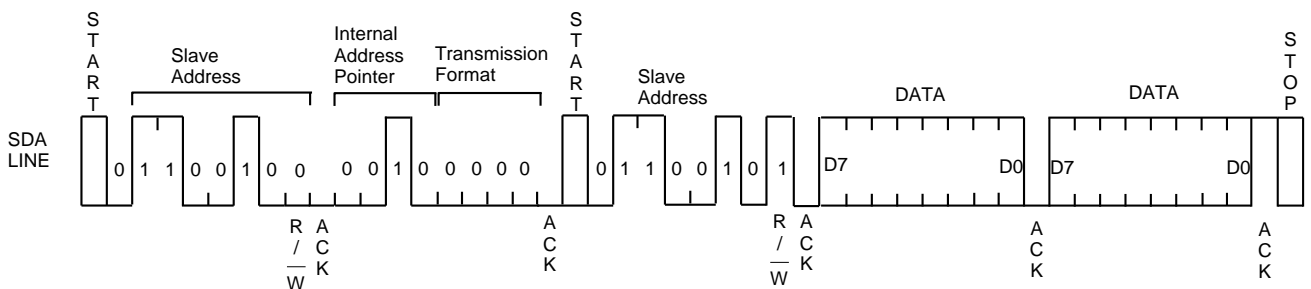 START
Slave
Address
Internal
Address
Pointer
Transmission
Format
START
Slave
Address
DATA
DATA
STOP
SDA
LINE
0 1 1 0 0 1 0 0 0 0 1 0 0 0 0 0 0 1 1 0 0 1 0 1 D7 D0 D7 D0
R/W
ACK
ACK
R/W
ACK
ACK
ACK